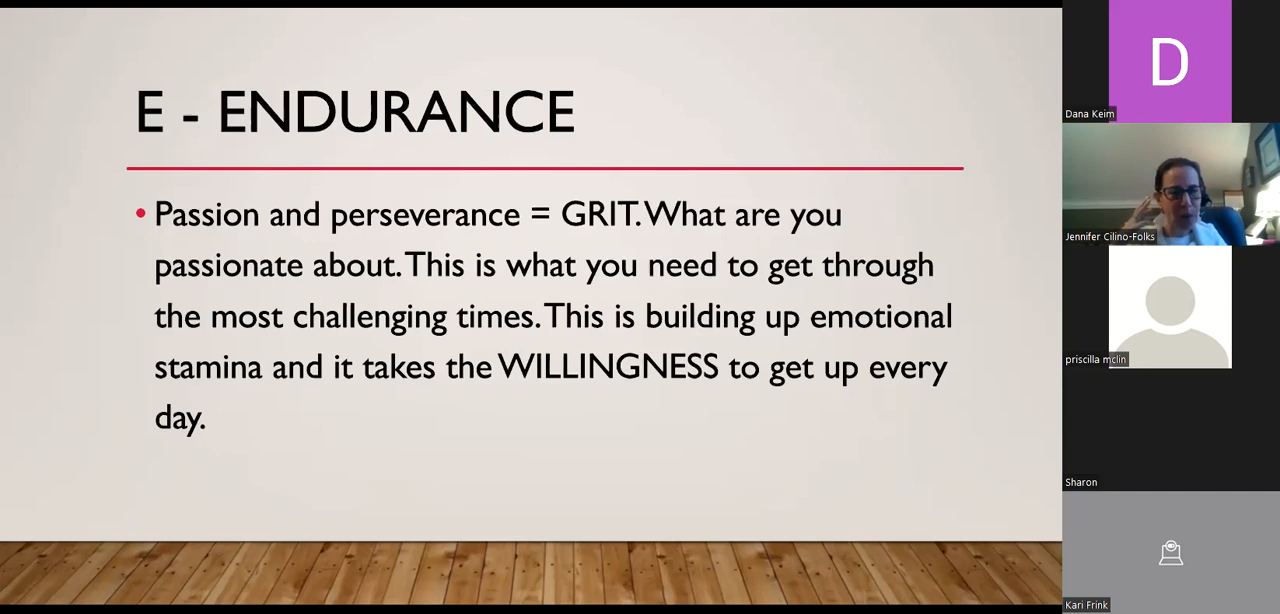 E - ENDURANCE
• Passion and perseverance = GRIT. What are you
passionate about. This is what you need to get through
the most challenging times. This is building up emotional
stamina and it takes the WILLINGNESS to get up every
day.
D
Dana Keim
Jennifer Cilino-Folks
priscilla mclin
Sharon
Kari Frink